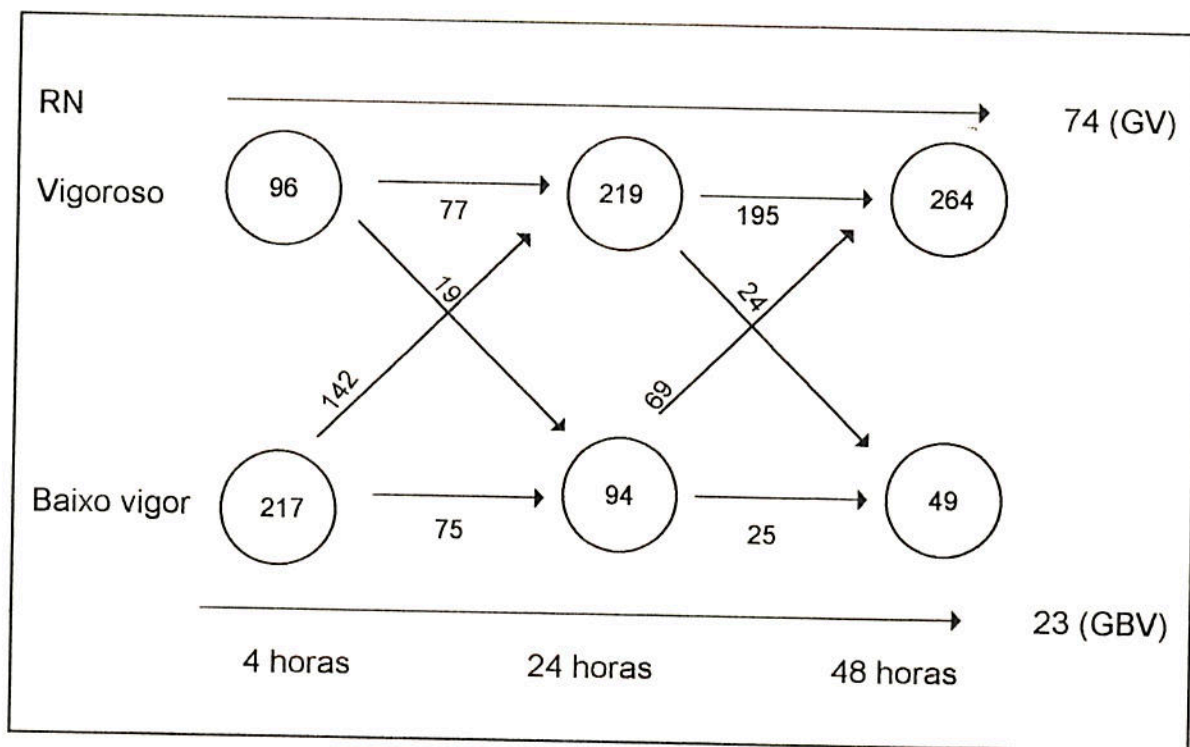 RN
74 (GV)
Vigoroso
96
77
219
195
264
19
24
142
69
Baixo vigor
217
75
94
25
49
23 (GBV)
4 horas
24 horas
48 horas